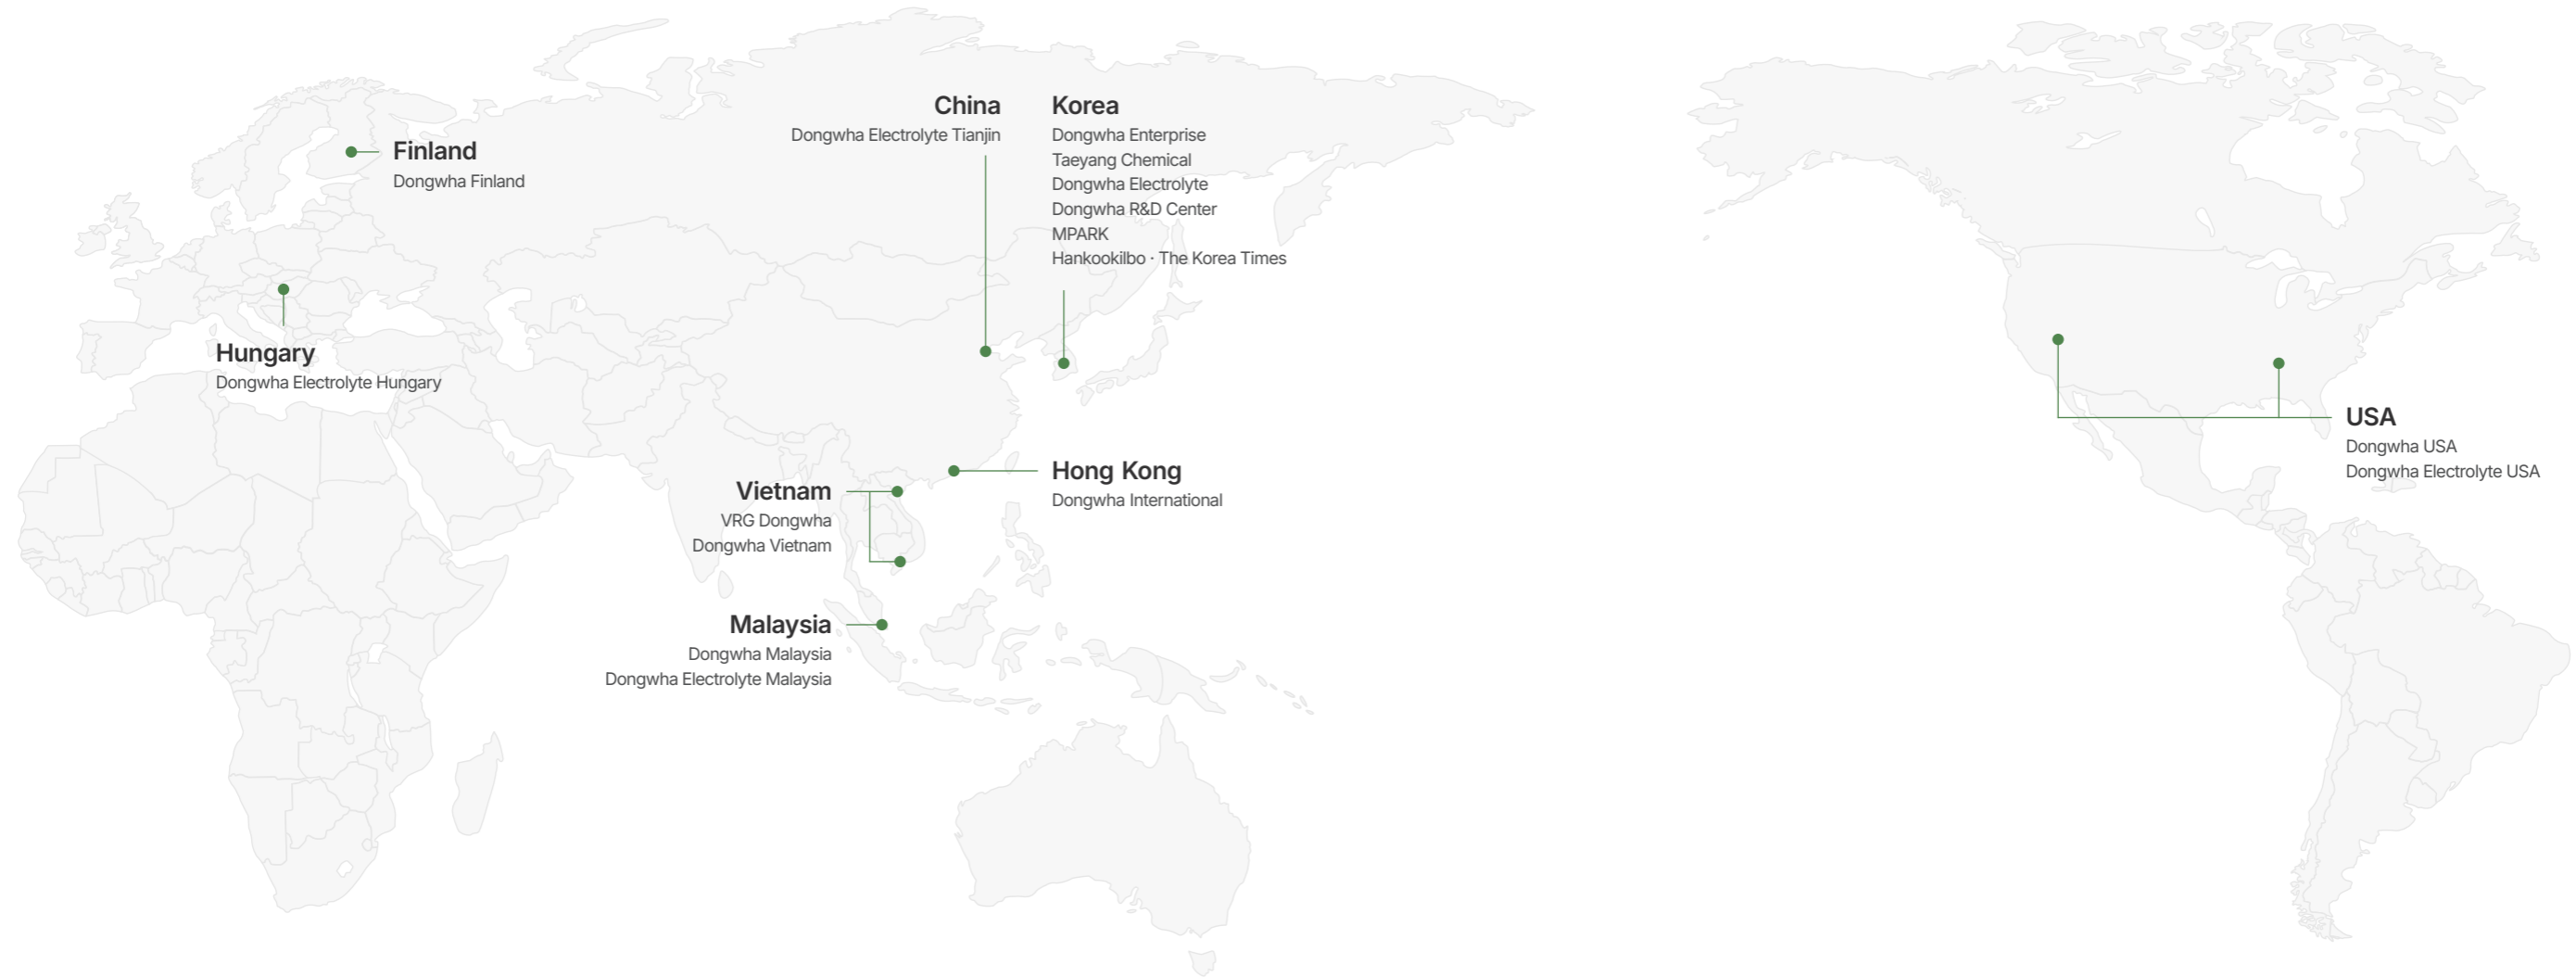 Finland
Dongwha Finland
Hungary
Dongwha Electrolyte Hungary
China
Dongwha Electrolyte Tianjin
Korea
Dongwha Enterprise
Taeyang Chemical
Dongwha Electrolyte
Dongwha R&D Center
MPARK
Hankookilbo · The Korea Times
Hong Kong
Dongwha International
Vietnam
VRG Dongwha
Dongwha Vietnam
Malaysia
Dongwha Malaysia
Dongwha Electrolyte Malaysia
USA
Dongwha USA
Dongwha Electrolyte USA